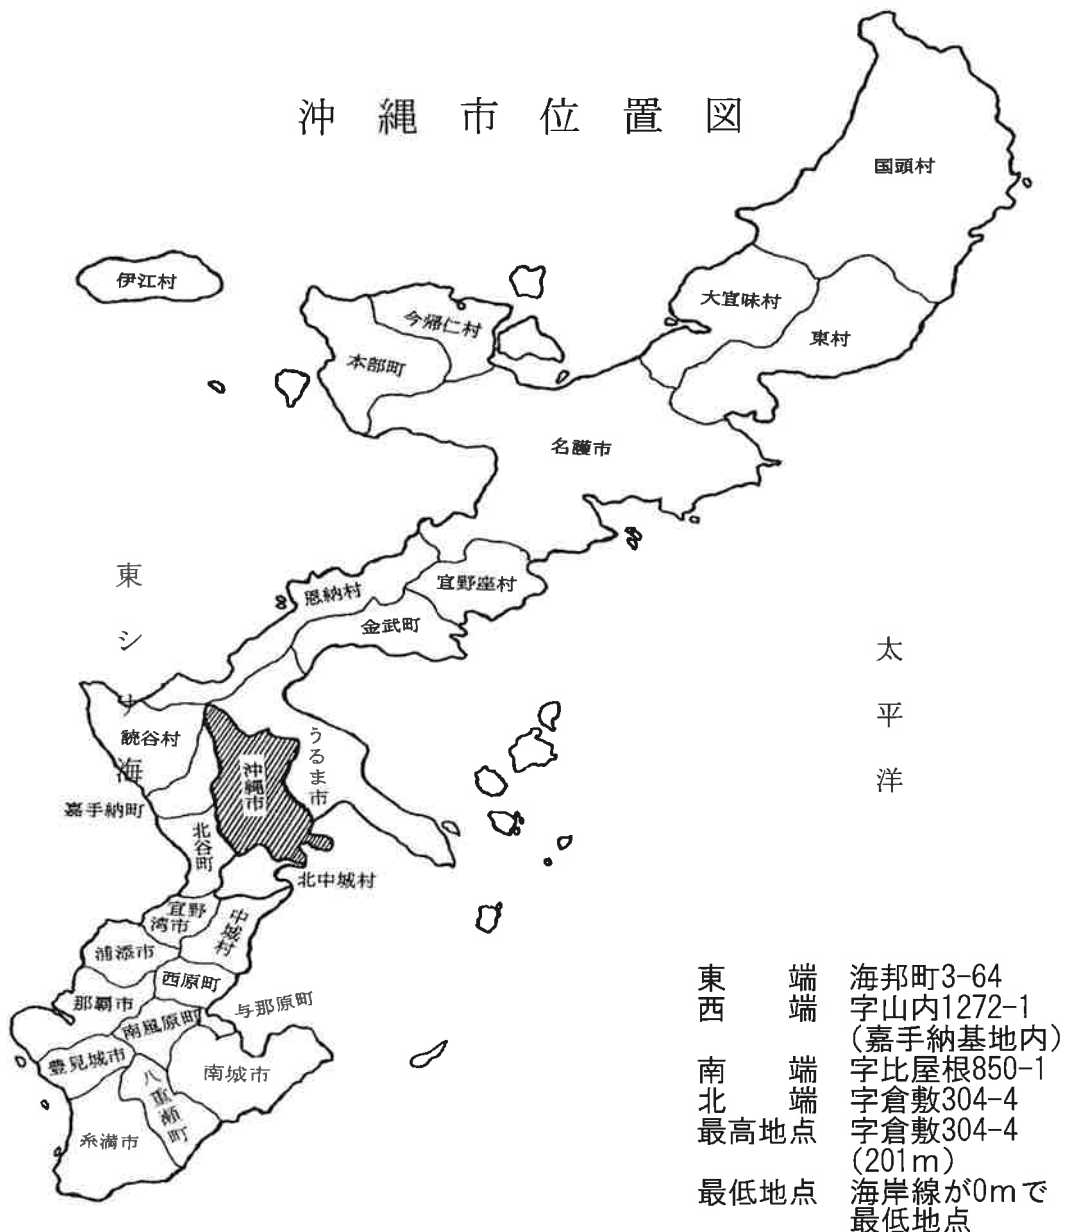 沖縄市位置図
国頭村
伊江村
大宜味村
今帰仁村
東村
本部町
名護市
東シナ海
恩納村
宜野座村
金武町
太平洋
読谷村
うるま市
沖縄市
嘉手納町
北谷町
北中城村
宜野
湾市
中城村
浦添市
西原町
那覇市
与那原町
南風原町
豊見城市
南城市
八重瀬町
糸満市
東　端　海邦町3-64
西　端　字山内1272-1
(嘉手納基地内)
南　端　字比屋根850-1
北　端　字倉敷304-4
最高地点　字倉敷304-4
(201m)
最低地点　海岸線が0mで
最低地点